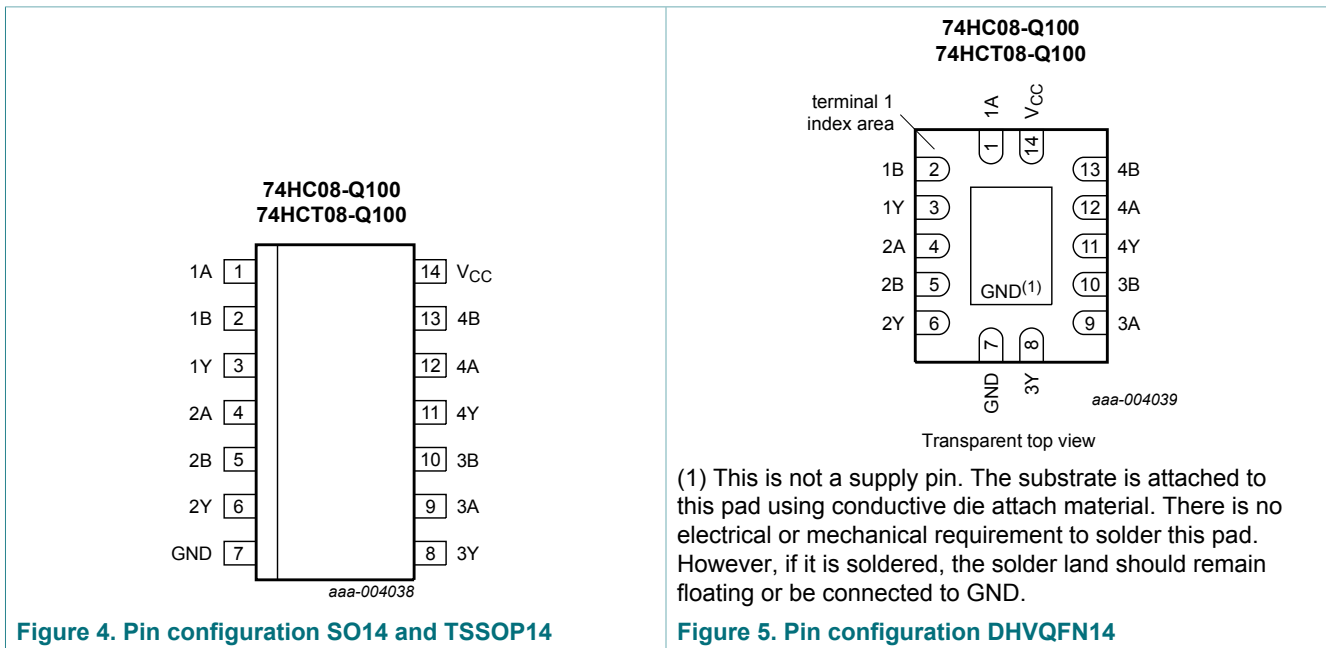 74HC08-Q100
74HCT08-Q100
1A 1 14 VCC
1B 2 13 4B
1Y 3 12 4A
2A 4 11 4Y
2B 5 10 3B
2Y 6 9 3A
GND 7 8 3Y
aaa-004038
Figure 4. Pin configuration SO14 and TSSOP14
74HC08-Q100
74HCT08-Q100
terminal 1
index area
1A VCC
1 14
1B 2 13 4B
1Y 3 12 4A
2A 4 11 4Y
2B 5 10 3B
GND(1)
2Y 6 9 3A
7 8
GND 3Y
aaa-004039
Transparent top view
(1) This is not a supply pin. The substrate is attached to
this pad using conductive die attach material. There is no
electrical or mechanical requirement to solder this pad.
However, if it is soldered, the solder land should remain
floating or be connected to GND.
Figure 5. Pin configuration DHVQFN14